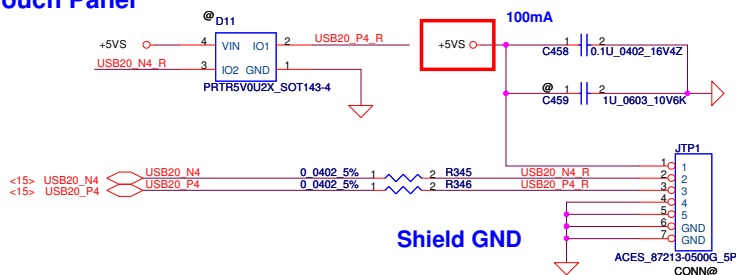 ouch Panel
@ D11
+5VS 4 VIN IO1 2 USB20_P4_R
USB20_N4_R 3 IO2 GND 1
PRTR5V0U2X_SOT143-4
100mA
+5VS
1 2
C458 0.1U_0402_16V4Z
@ 1 2
C459 1U_0603_10V6K
JTP1
<15> USB20_N4 USB20_N4 0_0402_5% 1 2 R345 USB20_N4_R
<15> USB20_P4 USB20_P4 0_0402_5% 1 2 R346 USB20_P4_R
1 1
2 2
3 3
4 4
5 5
6 GND
7 GND
Shield GND
ACES_87213-0500G_5P
CONN@